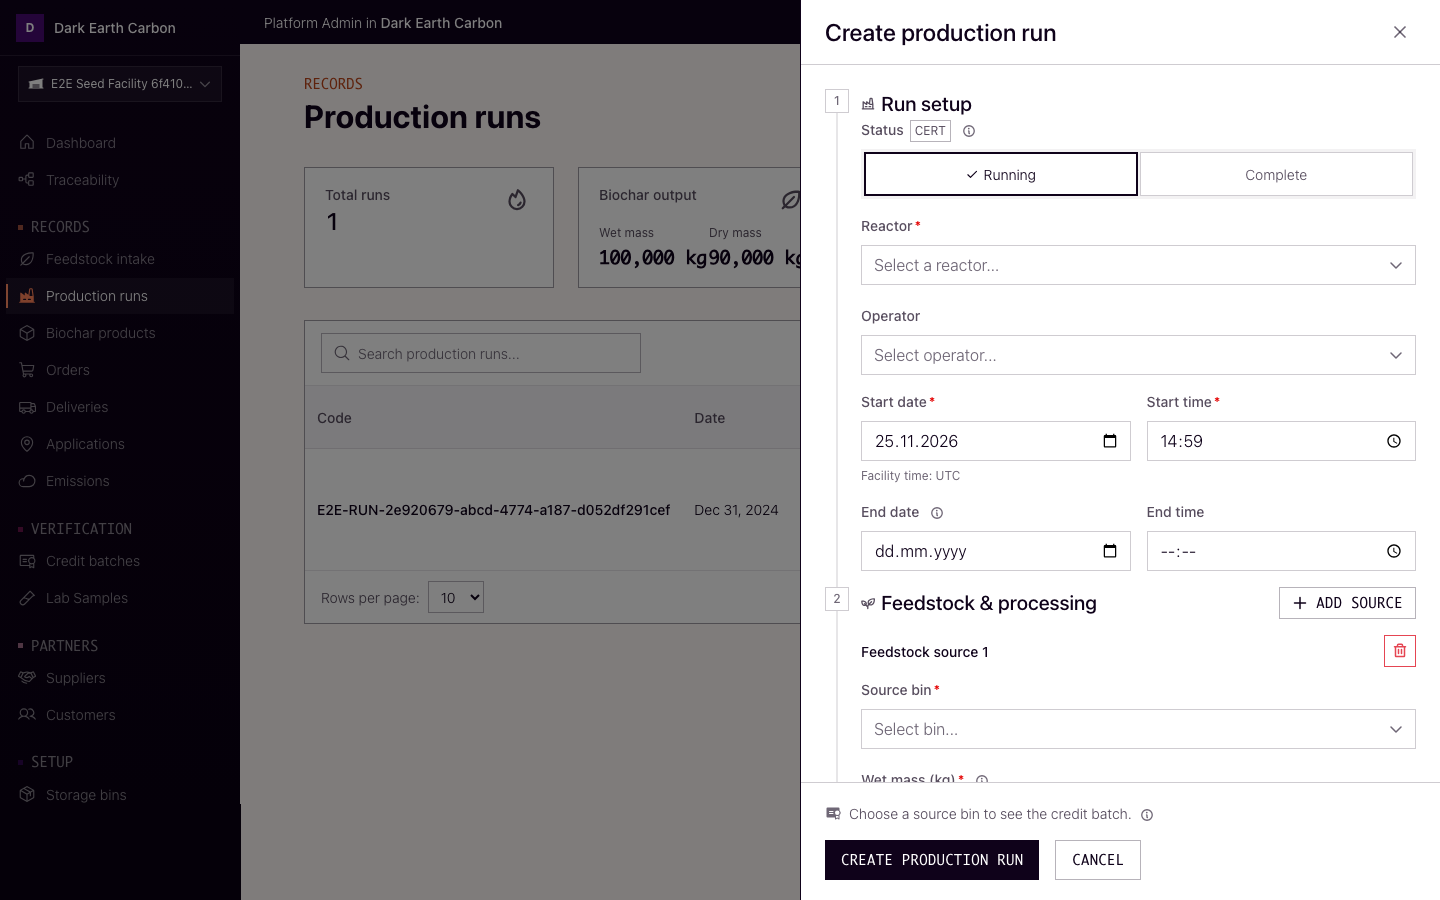 D Dark Earth Carbon
E2E Seed Facility 6f410...
Dashboard
Traceability
RECORDS
Feedstock intake
Production runs
Biochar products
Orders
Deliveries
Applications
Emissions
VERIFICATION
Credit batches
Lab Samples
PARTNERS
Suppliers
Customers
SETUP
Storage bins
Platform Admin in Dark Earth Carbon
RECORDS
Production runs
Total runs
1
Biochar output
Wet mass Dry mass
100,000 kg 90,000 kg
Search production runs...
Code Date
E2E-RUN-2e920679-abcd-4774-a187-d052df291cef Dec 31, 2024
Rows per page: 10
Create production run
1 Run setup
Status CERT
Running Complete
Reactor*
Select a reactor...
Operator
Select operator...
Start date* Start time*
25.11.2026 14:59
Facility time: UTC
End date End time
dd.mm.yyyy --:--
2 Feedstock & processing ADD SOURCE
Feedstock source 1
Source bin*
Select bin...
Wet mass (kg)*
Choose a source bin to see the credit batch.
CREATE PRODUCTION RUN CANCEL